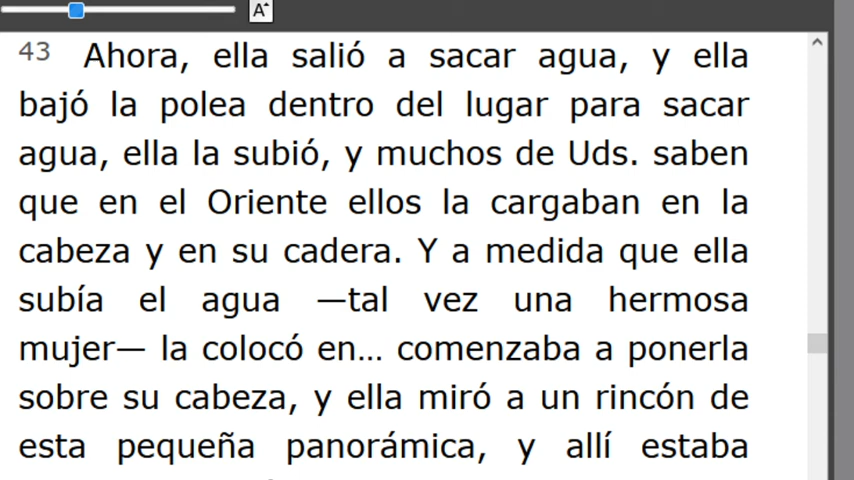 A
43 Ahora, ella salió a sacar agua, y ella
bajó la polea dentro del lugar para sacar
agua, ella la subió, y muchos de Uds. saben
que en el Oriente ellos la cargaban en la
cabeza y en su cadera. Y a medida que ella
subía el agua —tal vez una hermosa
mujer— la colocó en... comenzaba a ponerla
sobre su cabeza, y ella miró a un rincón de
esta pequeña panorámica, y allí estaba